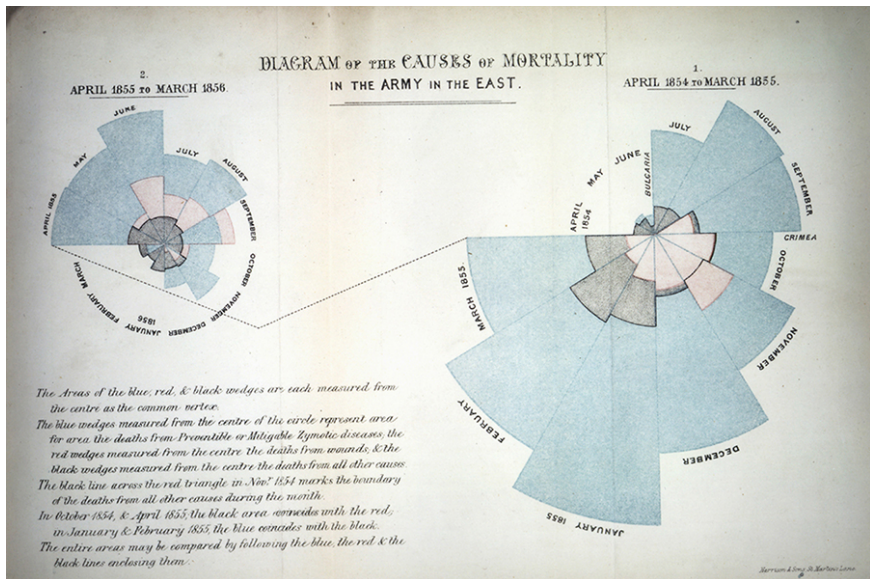 DIAGRAM OF THE CAUSES OF MORTALITY
IN THE ARMY IN THE EAST.
2.
APRIL 1855 TO MARCH 1856.
JUNE
MAY
JULY
AUGUST
APRIL 1855
SEPTEMBER
OCTOBER
NOVEMBER
DECEMBER
JANUARY
1856
FEBRUARY
MARCH
1.
APRIL 1854 TO MARCH 1855.
APRIL
1854
MAY
JUNE
BULGARIA
JULY
AUGUST
SEPTEMBER
CRIMEA
OCTOBER
NOVEMBER
DECEMBER
JANUARY 1855
FEBRUARY
MARCH 1855.
The Areas of the blue, red, & black wedges are each measured from
the centre as the common vertex.
The blue wedges measured from the centre of the circle represent area
for area the deaths from Preventible or Mitigable Zymotic diseases, the
red wedges measured from the centre the deaths from wounds, & the
black wedges measured from the centre the deaths from all other causes.
The black line across the red triangle in Novr. 1854 marks the boundary
of the deaths from all other causes during the month.
In October 1854, & April 1855, the black area coincides with the red,
in January & February 1855, the blue coincides with the black.
The entire areas may be compared by following the blue, the red & the
black lines enclosing them.
Harrison & Sons St. Martins Lane